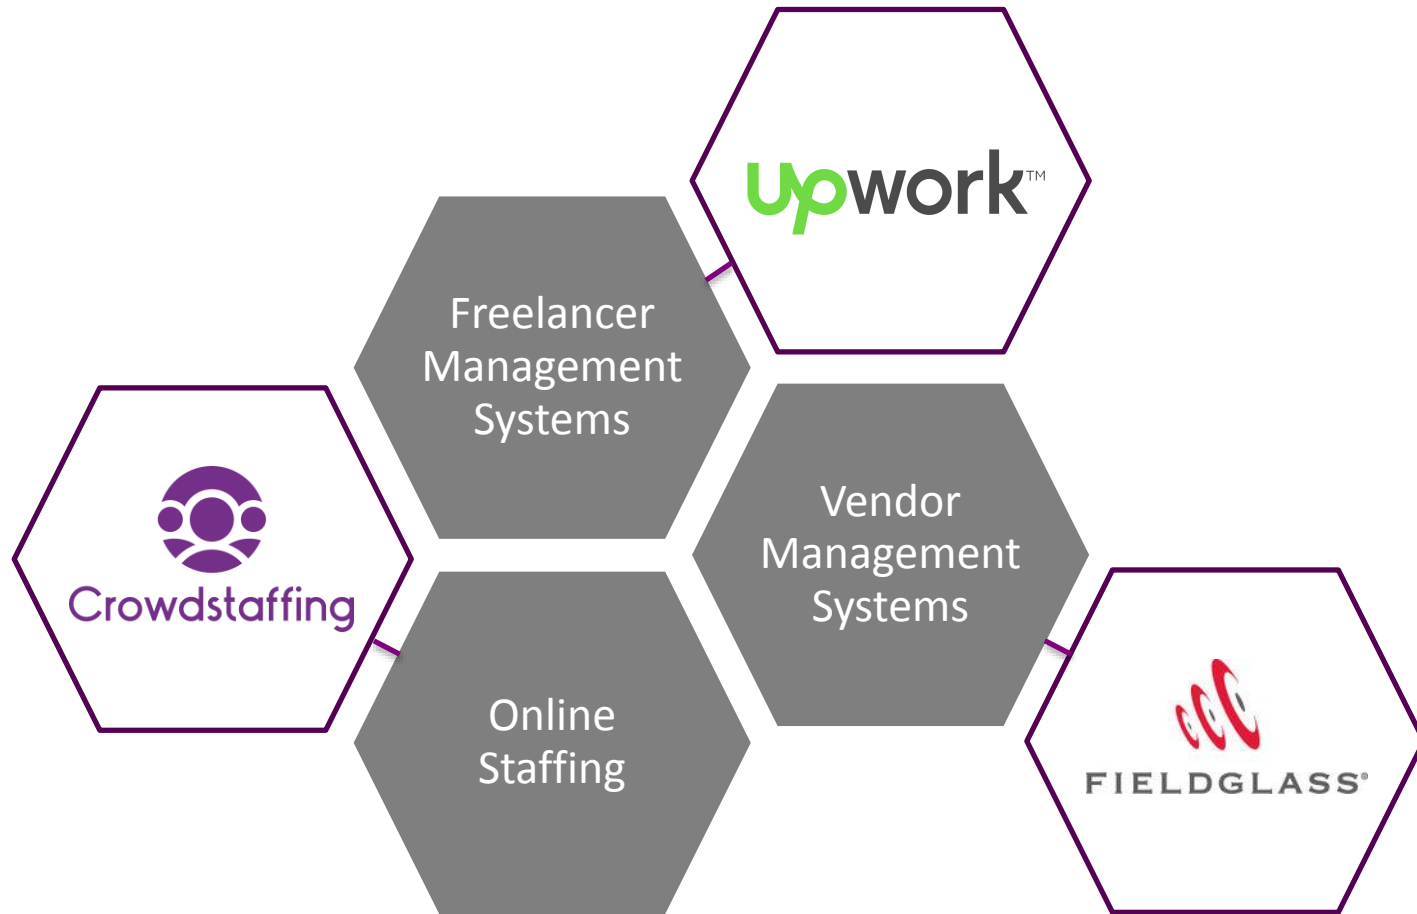 upwork™
Freelancer
Management
Systems
Vendor
Management
Systems
Crowdstaffing
Online
Staffing
FIELDGLASS®